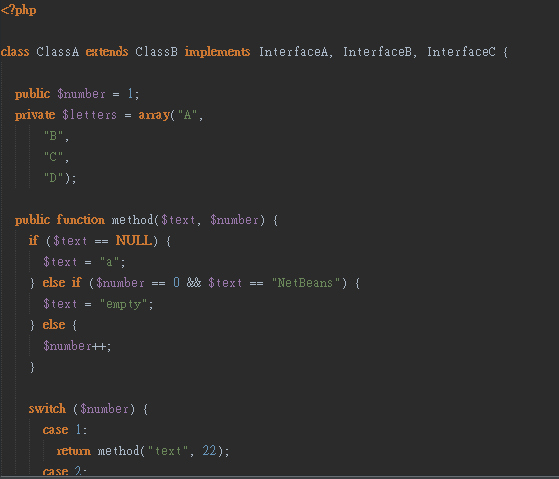 <?php
class ClassA extends ClassB implements InterfaceA, InterfaceB, InterfaceC {
public $number = 1;
private $letters = array("A",
"B",
"C",
"D");
public function method($text, $number) {
if ($text == NULL) {
$text = "a";
} else if ($number == 0 && $text == "NetBeans") {
$text = "empty";
} else {
$number++;
}
switch ($number) {
case 1:
return method("text", 22);
case 2: